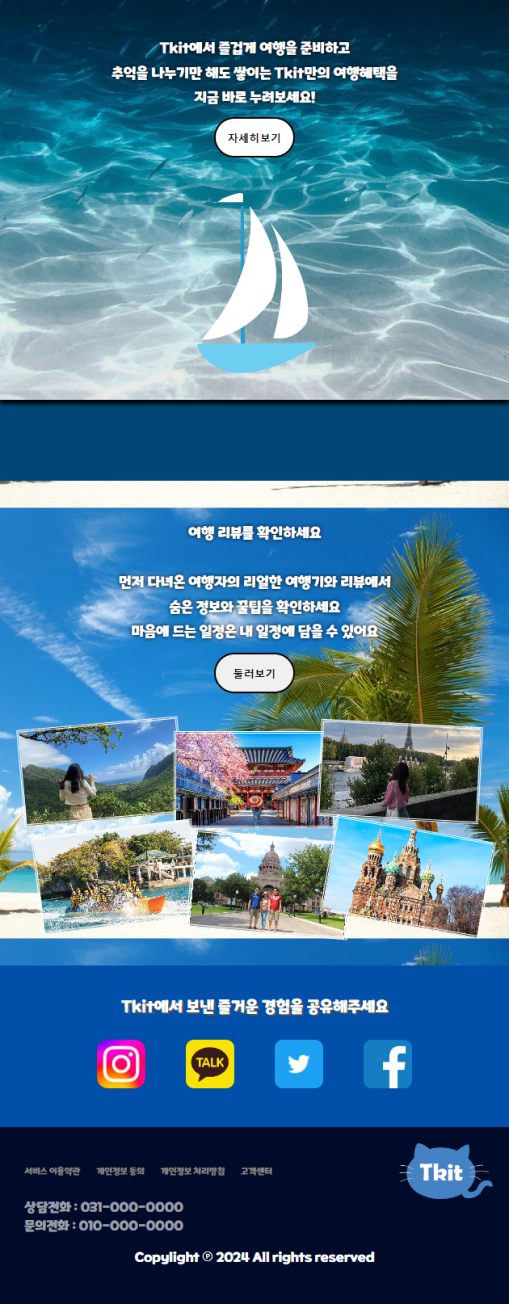 Tkit에서 즐겁게 여행을 준비하고
추억을 나누기만 해도 쌓이는 Tkit만의 여행혜택을
지금 바로 누려보세요!
자세히보기
여행 리뷰를 확인하세요
먼저 다녀온 여행자의 리얼한 여행기와 리뷰에서
숨은 정보와 꿀팁을 확인하세요
마음에 드는 일정은 내 일정에 담을 수 있어요
둘러보기
Tkit에서 보낸 즐거운 경험을 공유해주세요
TALK
서비스 이용약관 개인정보 동의 개인정보 처리방침 고객센터
Tkit
상담전화 : 031-000-0000
문의전화 : 010-000-0000
Copylight ℗ 2024 All rights reserved